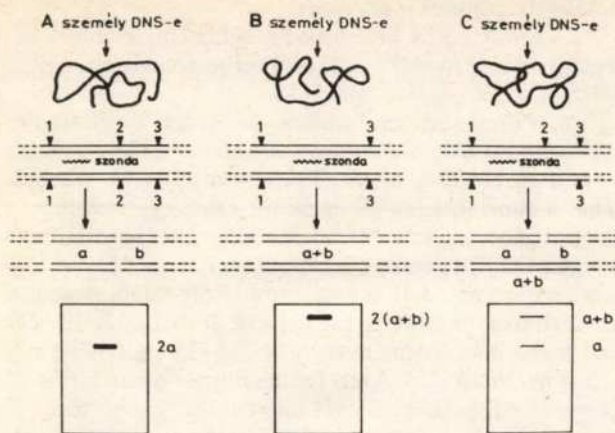 A személy DNS-e
B személy DNS-e
C személy DNS-e
1 2 3
1 3
1 2 3
szonda
szonda
szonda
1 2 3
1 3
1 3
a b
a+b
a b
a+b
2a
2(a+b)
a+b
a